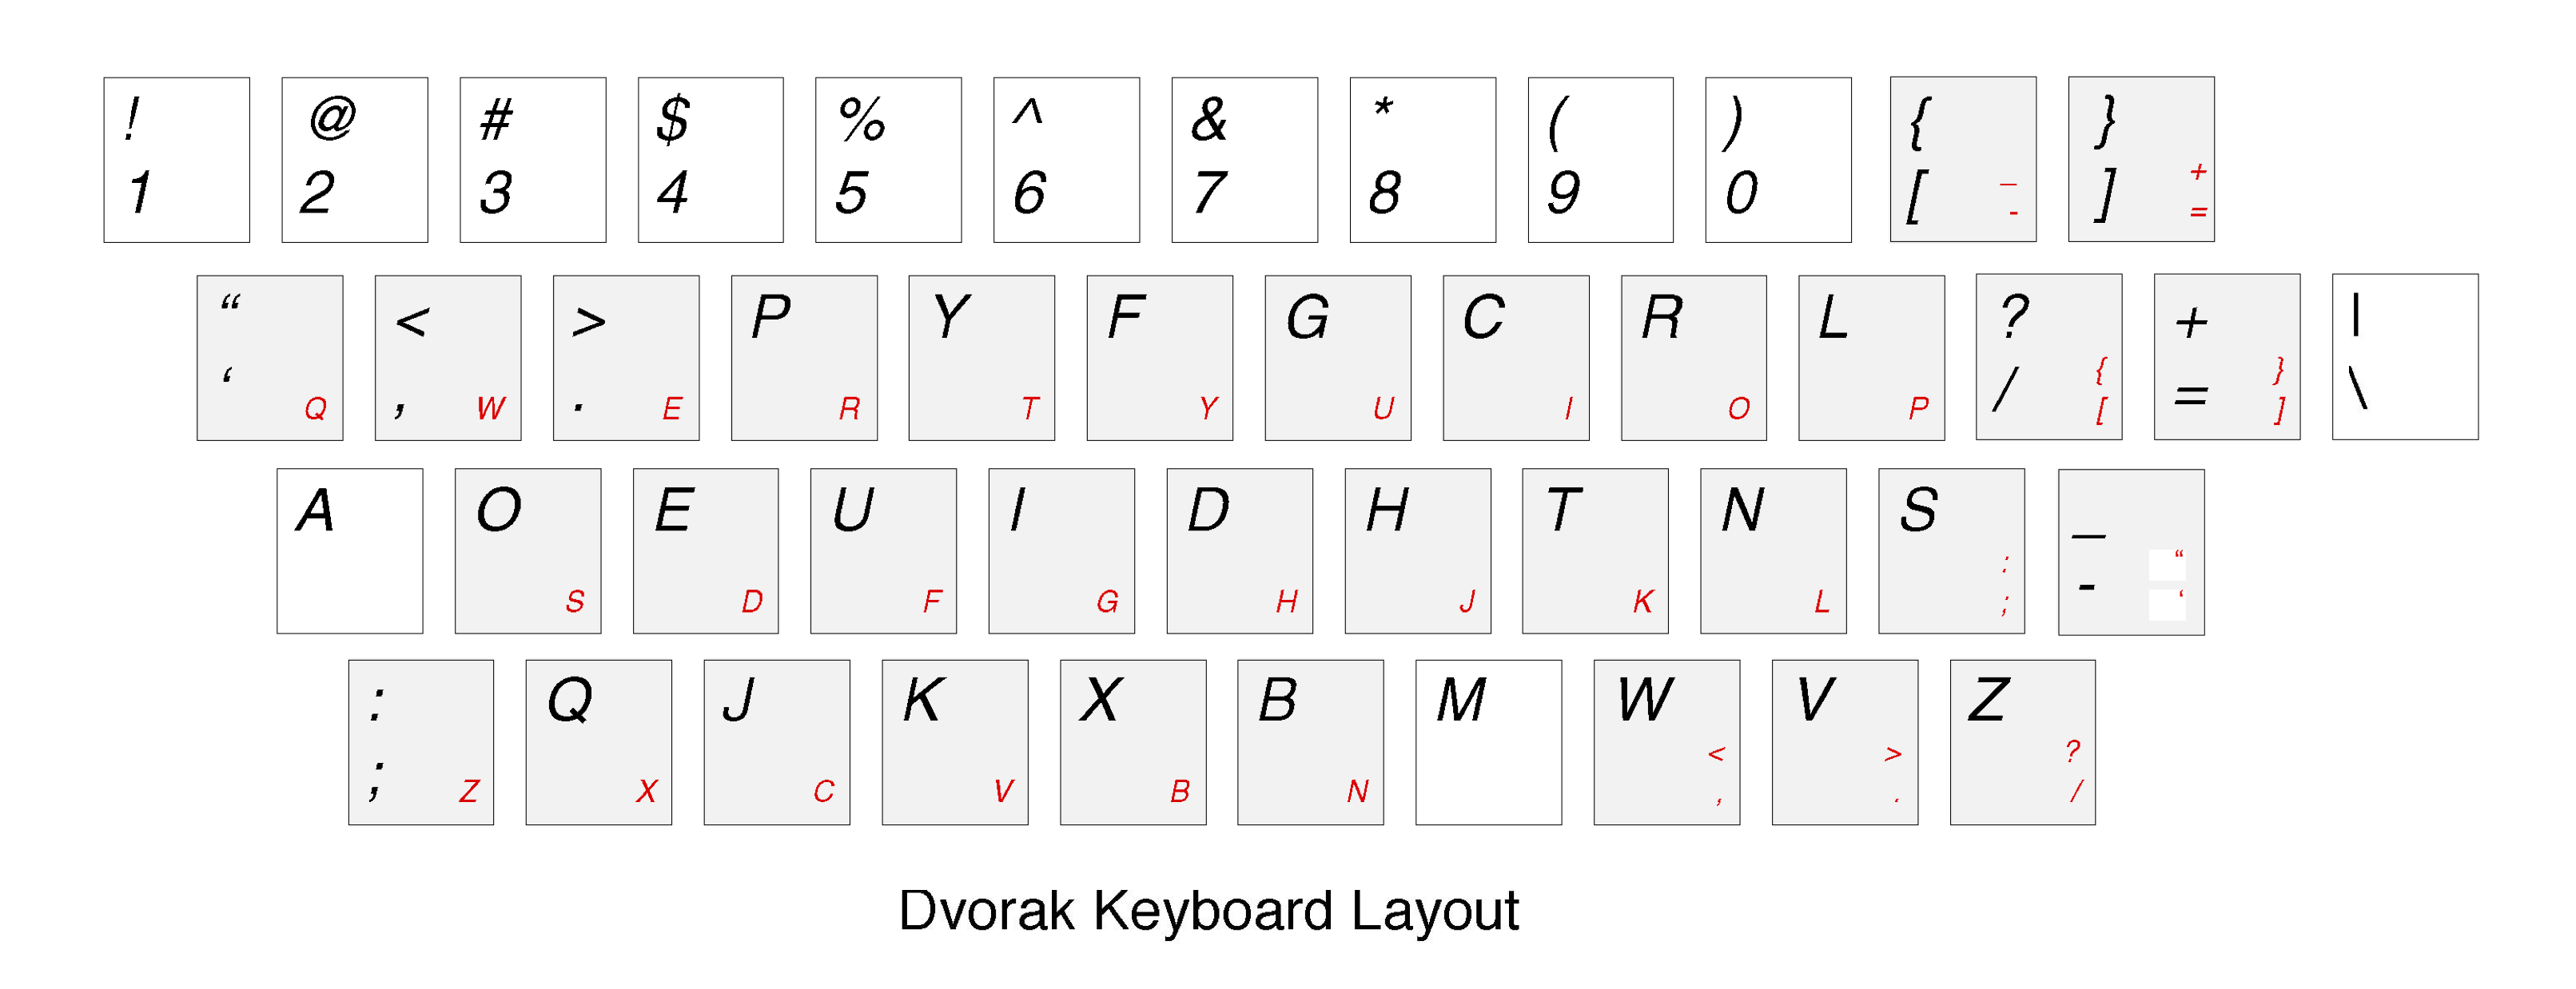 ! @ # $ % ^ & * ( ) { }
1 2 3 4 5 6 7 8 9 0 [ _ - ] + =
“ < > P Y F G C R L ? + |
‘ Q , W . E R T Y U I O P / { [ = } ] \
A O E U I D H T N S _
S D F G H J K L : ; - “ ‘
: Q J K X B M W V Z
; Z X C V B N < , > . ? /
Dvorak Keyboard Layout